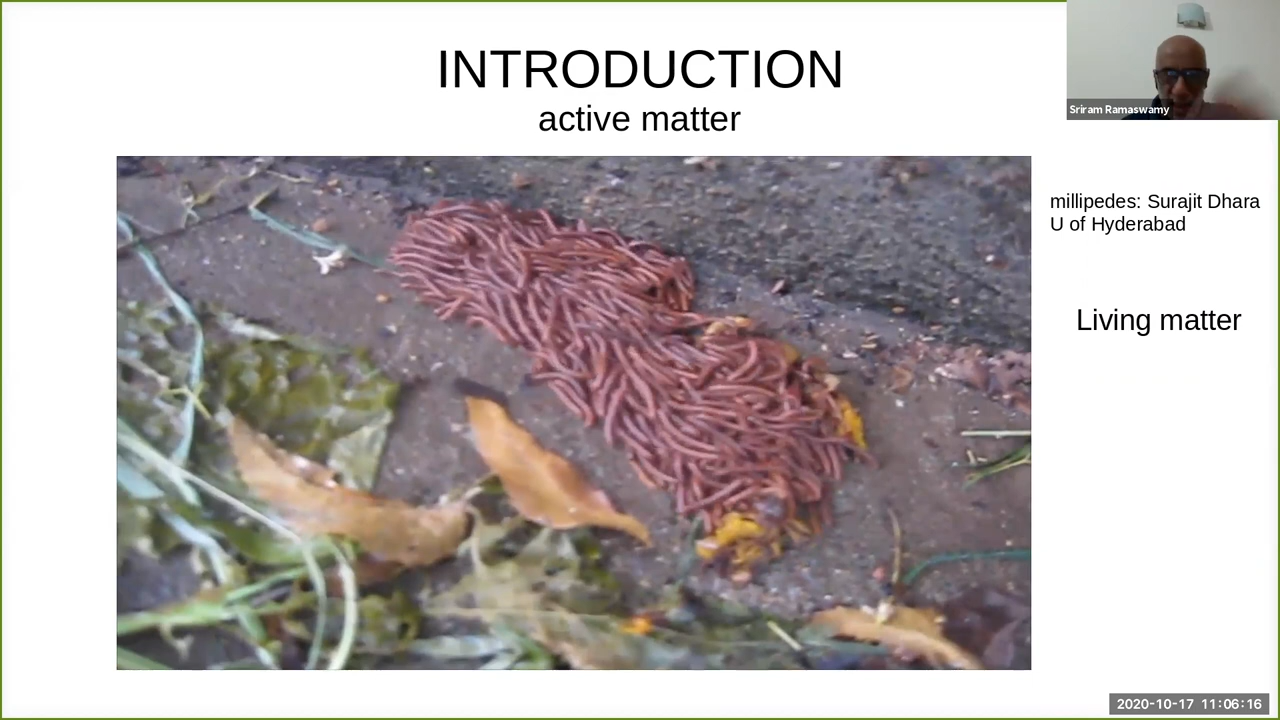 INTRODUCTION
active matter
Sriram Ramaswamy
millipedes: Surajit Dhara
U of Hyderabad
Living matter
2020-10-17 11:06:16